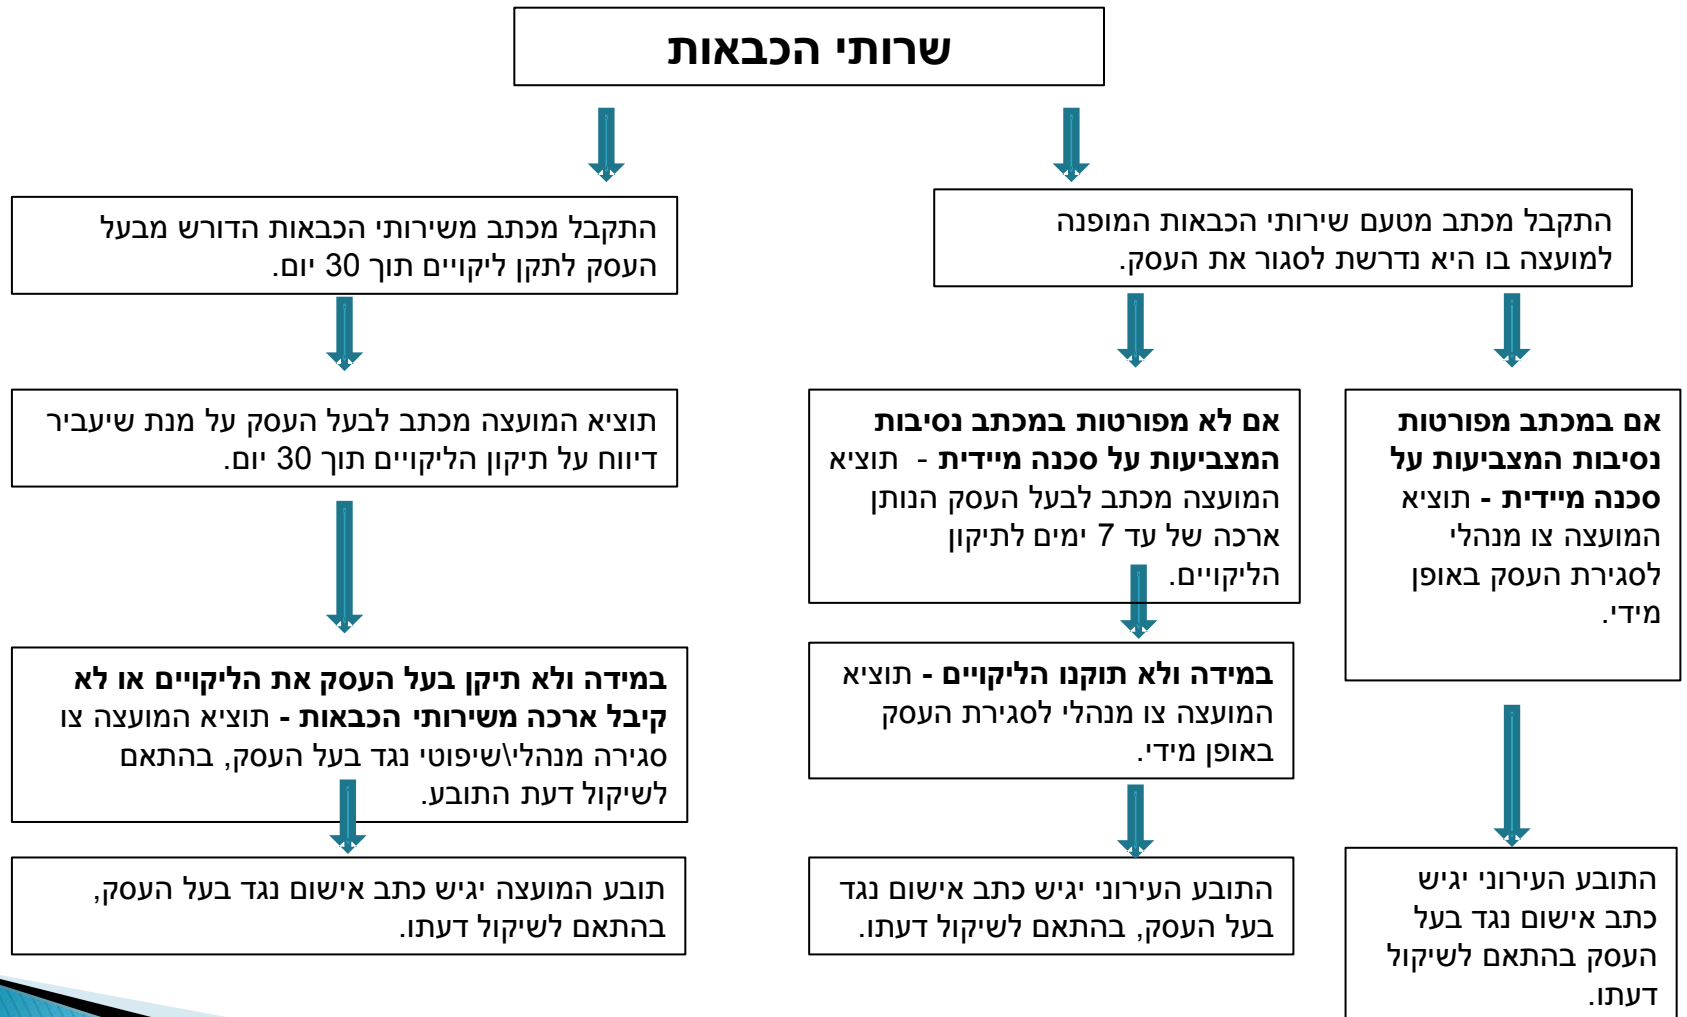 שרותי הכבאות
התקבל מכתב מטעם שירותי הכבאות המופנה
למועצה בו היא נדרשת לסגור את העסק.
אם במכתב מפורטות
נסיבות המצביעות על
סכנה מיידית - תוציא
המועצה צו מנהלי
לסגירת העסק באופן
מידי.
התובע העירוני יגיש
כתב אישום נגד בעל
העסק בהתאם לשיקול
דעתו.
אם לא מפורטות במכתב נסיבות
המצביעות על סכנה מיידית - תוציא
המועצה מכתב לבעל העסק הנותן
ארכה של עד 7 ימים לתיקון
הליקויים.
במידה ולא תוקנו הליקויים - תוציא
המועצה צו מנהלי לסגירת העסק
באופן מידי.
התובע העירוני יגיש כתב אישום נגד
בעל העסק, בהתאם לשיקול דעתו.
התקבל מכתב משירותי הכבאות הדורש מבעל
העסק לתקן ליקויים תוך 30 יום.
תוציא המועצה מכתב לבעל העסק על מנת שיעביר
דיווח על תיקון הליקויים תוך 30 יום.
במידה ולא תיקן בעל העסק את הליקויים או לא
קיבל ארכה משירותי הכבאות - תוציא המועצה צו
סגירה מנהלי\שיפוטי נגד בעל העסק, בהתאם
לשיקול דעת התובע.
תובע המועצה יגיש כתב אישום נגד בעל העסק,
בהתאם לשיקול דעתו.